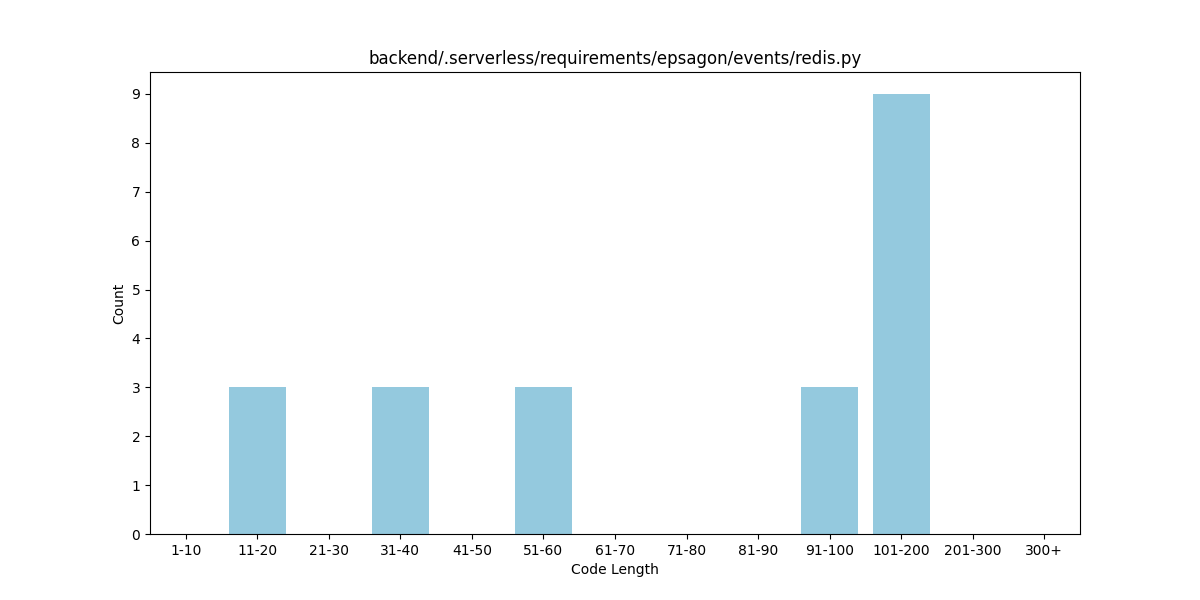 backend/.serverless/requirements/epsagon/events/redis.py
9
8
7
6
5
4
3
2
1
0
Count
1-10 11-20 21-30 31-40 41-50 51-60 61-70 71-80 81-90 91-100 101-200 201-300 300+
Code Length